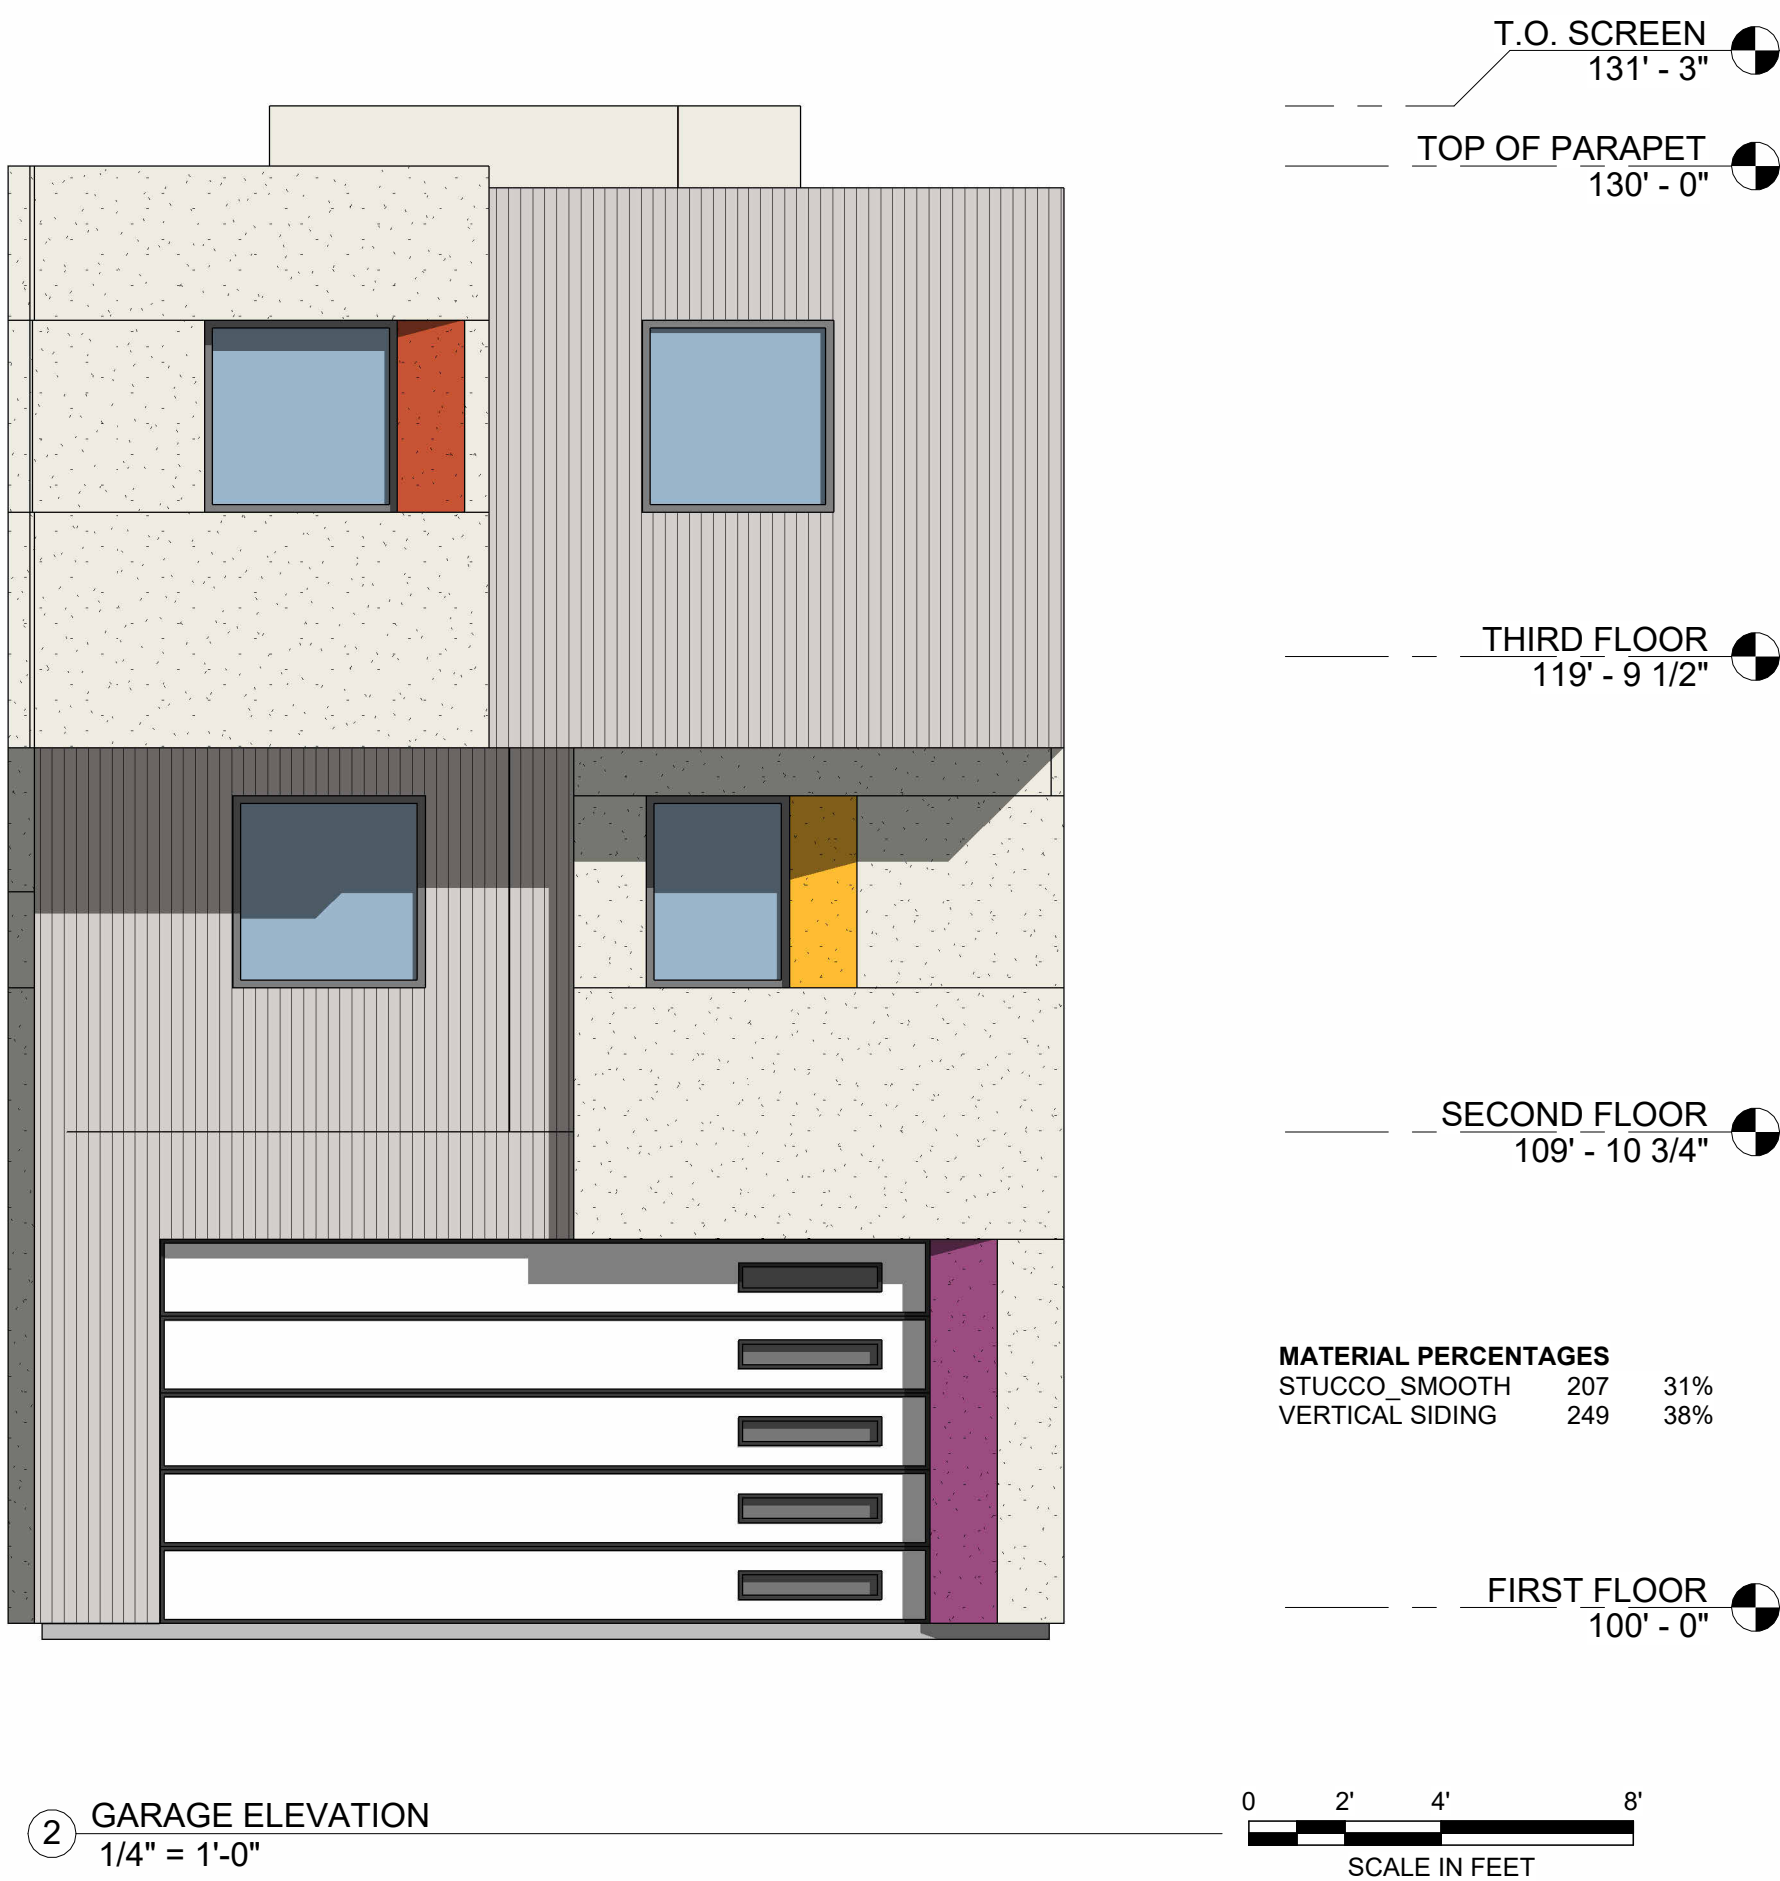 T.O. SCREEN
131' - 3"
TOP OF PARAPET
130' - 0"
THIRD FLOOR
119' - 9 1/2"
SECOND FLOOR
109' - 10 3/4"
MATERIAL PERCENTAGES
STUCCO_SMOOTH 207 31%
VERTICAL SIDING 249 38%
FIRST FLOOR
100' - 0"
2 GARAGE ELEVATION
1/4" = 1'-0"
0 2' 4' 8'
SCALE IN FEET